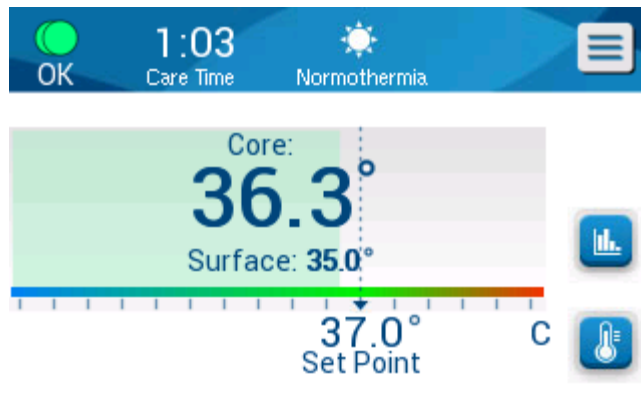 1:03
OK Care Time Normothermia
Core:
36.3°
Surface: 35.0°
37.0° C
Set Point